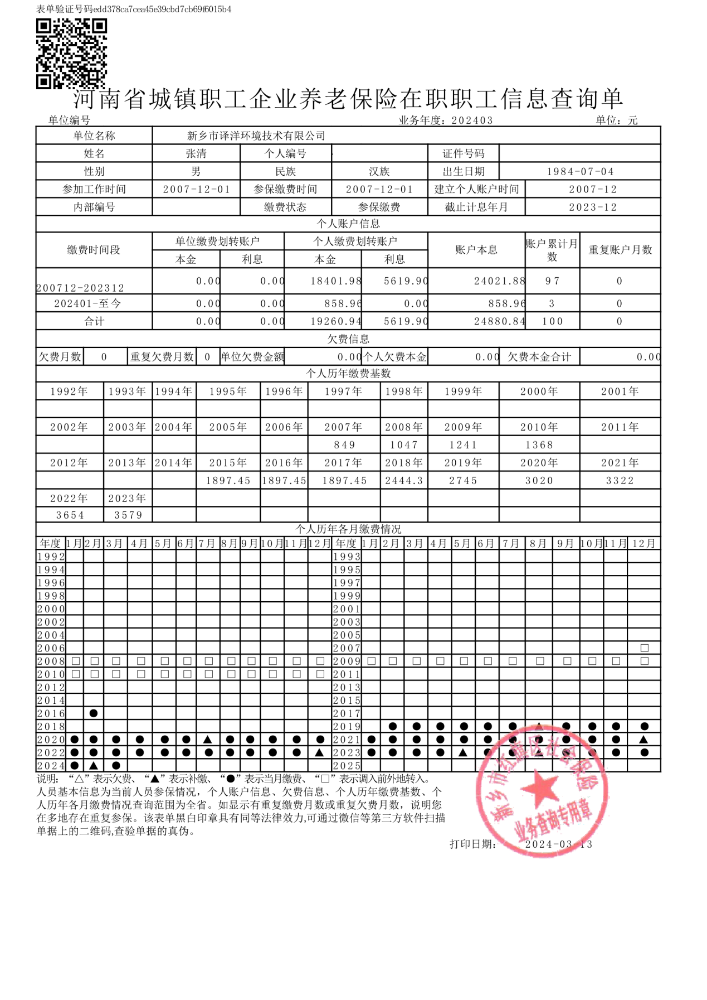 表单验证号码edd378ca7cea45e39cbd7cb69f6015b4
河南省城镇职工企业养老保险在职职工信息查询单
单位编号 业务年度：202403 单位：元
单位名称 新乡市译洋环境技术有限公司
姓名 张清 个人编号 证件号码
性别 男 民族 汉族 出生日期 1984-07-04
参加工作时间 2007-12-01 参保缴费时间 2007-12-01 建立个人账户时间 2007-12
内部编号 缴费状态 参保缴费 截止计息年月 2023-12
个人账户信息
缴费时间段 单位缴费划转账户 个人缴费划转账户 账户本息 账户累计月数 重复账户月数
本金 利息 本金 利息
200712-202312 0.00 0.00 18401.98 5619.90 24021.88 97 0
202401-至今 0.00 0.00 858.96 0.00 858.96 3 0
合计 0.00 0.00 19260.94 5619.90 24880.84 100 0
欠费信息
欠费月数 0 重复欠费月数 0 单位欠费金额 0.00 个人欠费本金 0.00 欠费本金合计 0.00
个人历年缴费基数
1992年 1993年 1994年 1995年 1996年 1997年 1998年 1999年 2000年 2001年
2002年 2003年 2004年 2005年 2006年 2007年 2008年 2009年 2010年 2011年
849 1047 1241 1368
2012年 2013年 2014年 2015年 2016年 2017年 2018年 2019年 2020年 2021年
1897.45 1897.45 1897.45 2444.3 2745 3020 3322
2022年 2023年
3654 3579
个人历年各月缴费情况
年度 1月 2月 3月 4月 5月 6月 7月 8月 9月 10月 11月 12月 年度 1月 2月 3月 4月 5月 6月 7月 8月 9月 10月 11月 12月
1992 1993
1994 1995
1996 1997
1998 1999
2000 2001
2002 2003
2004 2005
2006 2007 □
2008 □ □ □ □ □ □ □ □ □ □ □ □ 2009 □ □ □ □ □ □ □ □ □ □ □ □
2010 □ □ □ □ □ □ □ □ □ □ □ □ 2011
2012 2013
2014 2015
2016 ● 2017
2018 2019 ● ● ● ● ● ● ▲ ● ● ● ●
2020 ● ● ● ● ● ● ▲ ● ● ● ● ● 2021 ● ● ● ● ● ● ● ● ● ● ● ▲
2022 ● ● ● ● ● ● ● ● ● ● ● ▲ 2023 ● ● ● ● ▲ ● ● ▲ ● ● ● ●
2024 ● ▲ ● 2025
说明：“△”表示欠费、“▲”表示补缴、“●”表示当月缴费、“□”表示调入前外地转入。
人员基本信息为当前人员参保情况，个人账户信息、欠费信息、个人历年缴费基数、个
人历年各月缴费情况查询范围为全省。如显示有重复缴费月数或重复欠费月数，说明您
在多地存在重复参保。该表单黑白印章具有同等法律效力,可通过微信等第三方软件扫描
单据上的二维码,查验单据的真伪。
打印日期： 2024-03-13
新乡市红旗区社会保险
业务查询专用章